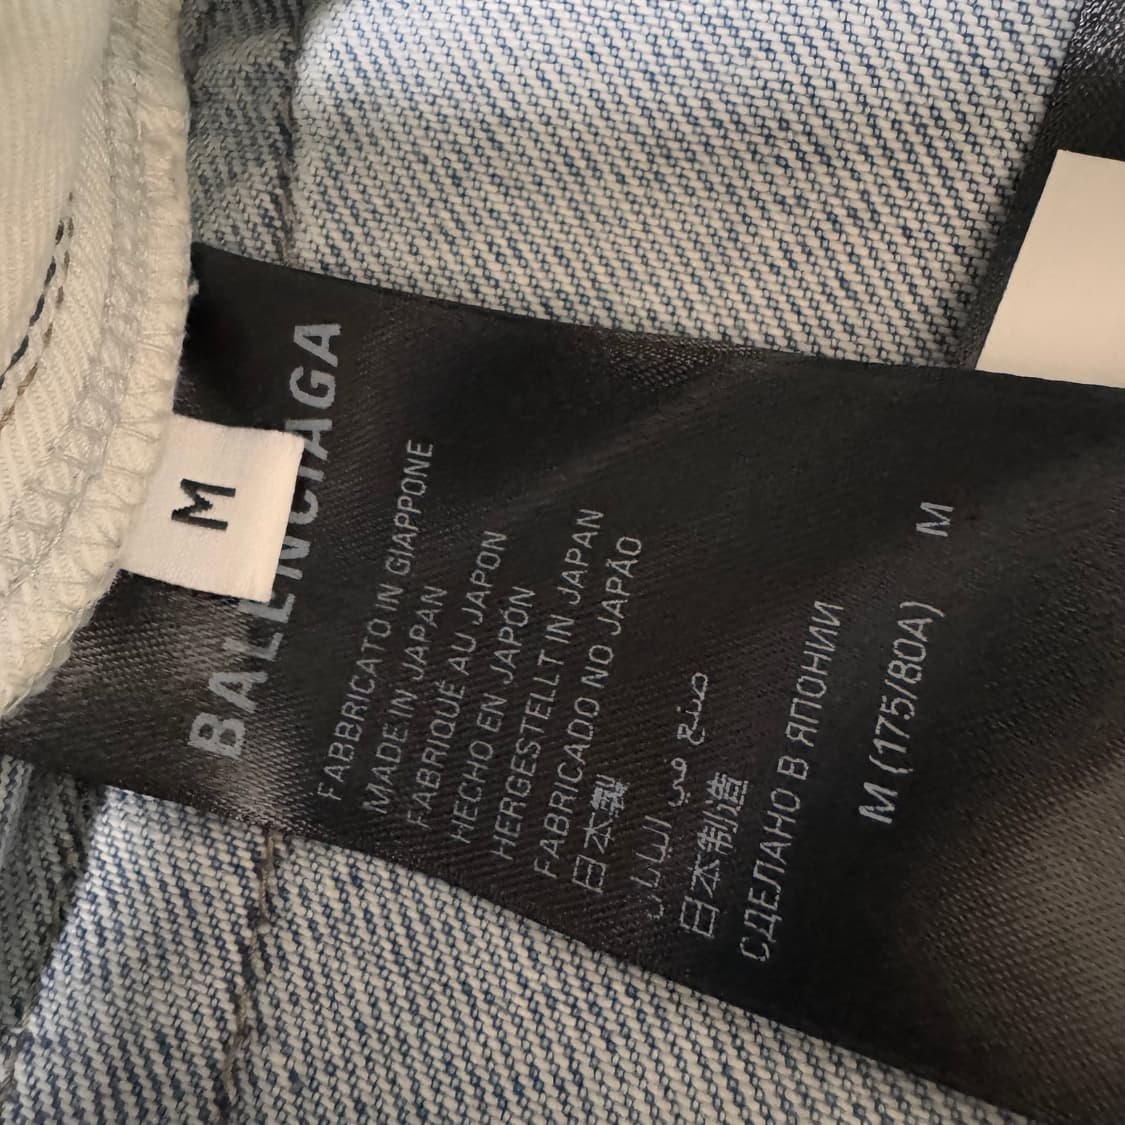 M
BALENCIAGA
FABBRICATO IN GIAPPONE
MADE IN JAPAN
FABRIQUÉ AU JAPON
HECHO EN JAPÓN
HERGESTELLT IN JAPAN
FABRICADO NO JAPÃO
日本製
صنع في اليابان
日本制造
СДЕЛАНО В ЯПОНИИ
M (175/80A) M